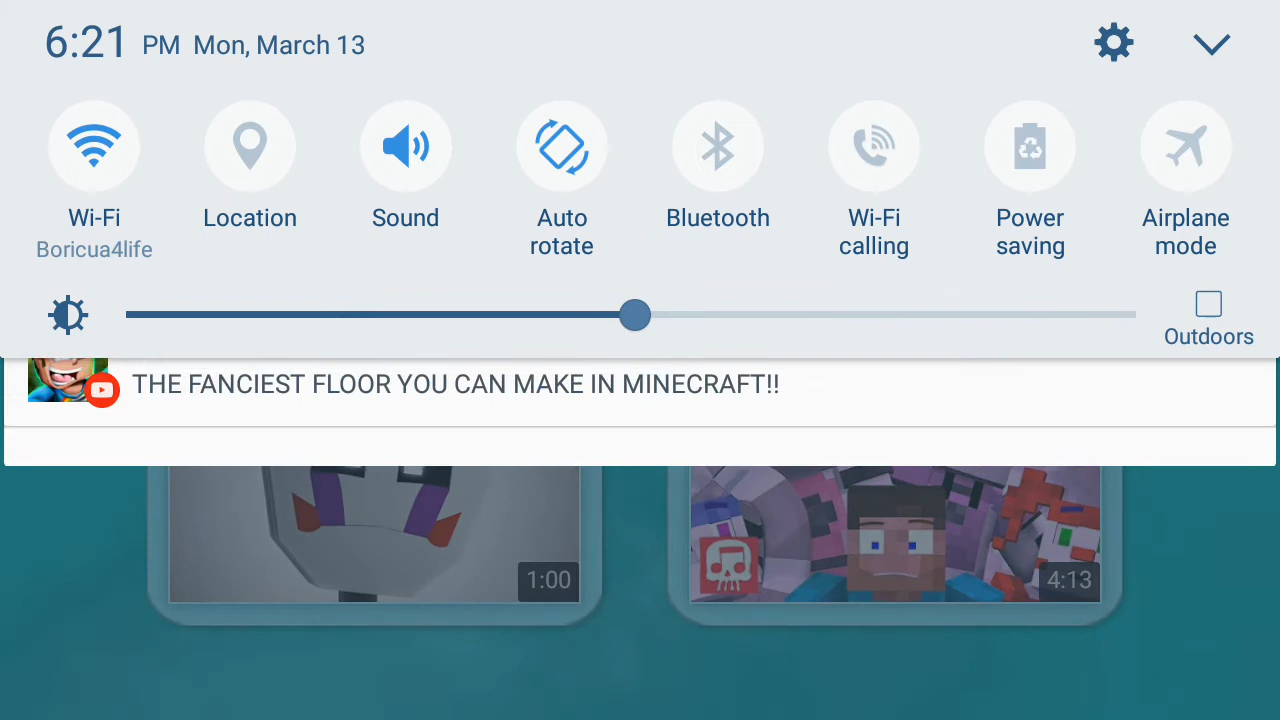 6:21 PM Mon, March 13
Wi-Fi
Boricua4life
Location
Sound
Auto
rotate
Bluetooth
Wi-Fi
calling
Power
saving
Airplane
mode
Outdoors
THE FANCIEST FLOOR YOU CAN MAKE IN MINECRAFT!!
1:00
4:13